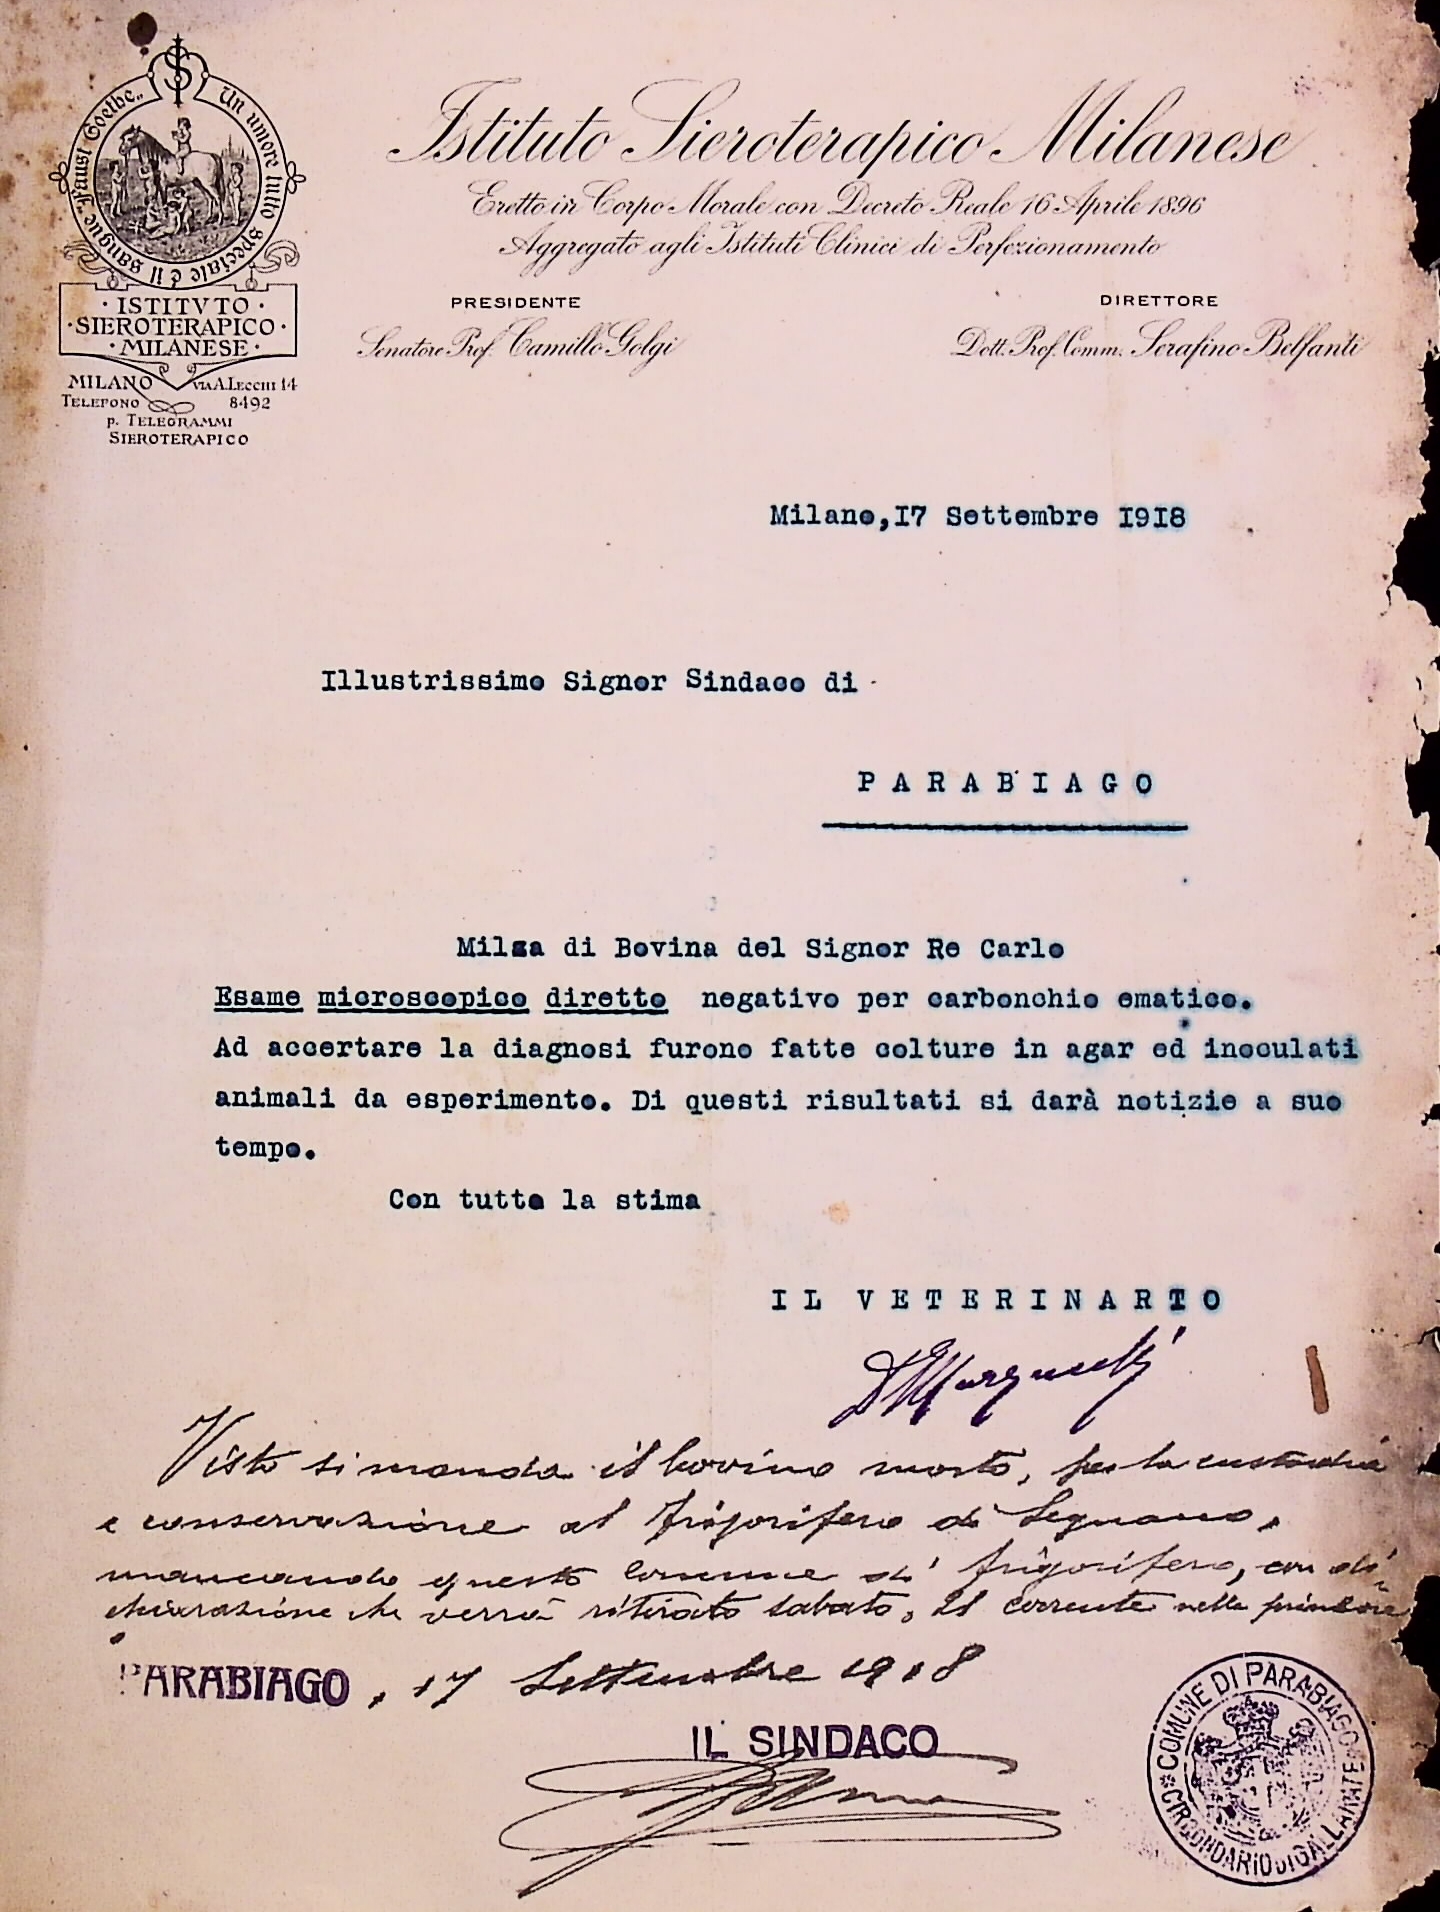 Un umore tutto speciale è il sangue „Faust Goethe„
· ISTITVTO ·
· SIEROTERAPICO ·
· MILANESE ·
MILANO VIA A. LECCHI 14
TELEFONO 8492
P. TELEGRAMMI
SIEROTERAPICO
Istituto Sieroterapico Milanese
Eretto in Corpo Morale con Decreto Reale 16 Aprile 1896
Aggregato agli Istituti Clinici di Perfezionamento
PRESIDENTE
Senatore Prof. Camillo Golgi
DIRETTORE
Dott. Prof. Comm. Serafino Belfanti
Milano,I7 Settembre I9I8
Illustrissimo Signor Sindaco di
PARABIAGO
Milza di Bovina del Signor Re Carlo
Esame microscopico diretto negativo per carbonchio ematico.
Ad accertare la diagnosi furono fatte colture in agar ed inoculati
animali da esperimento. Di questi risultati si darà notizie a suo
tempo.
Con tutta la stima
IL VETERINARIO
Visto si manda il bovino morto, per la custodia
e conservazione al frigorifero di Legnano,
mancando questo Comune di frigorifero, con di-
chiarazione che verrà ritirato sabato, 21 corrente nelle
PARABIAGO, 17 Settembre 1918
IL SINDACO
COMUNE DI PARABIAGO
CIRCONDARIO DI GALLARATE